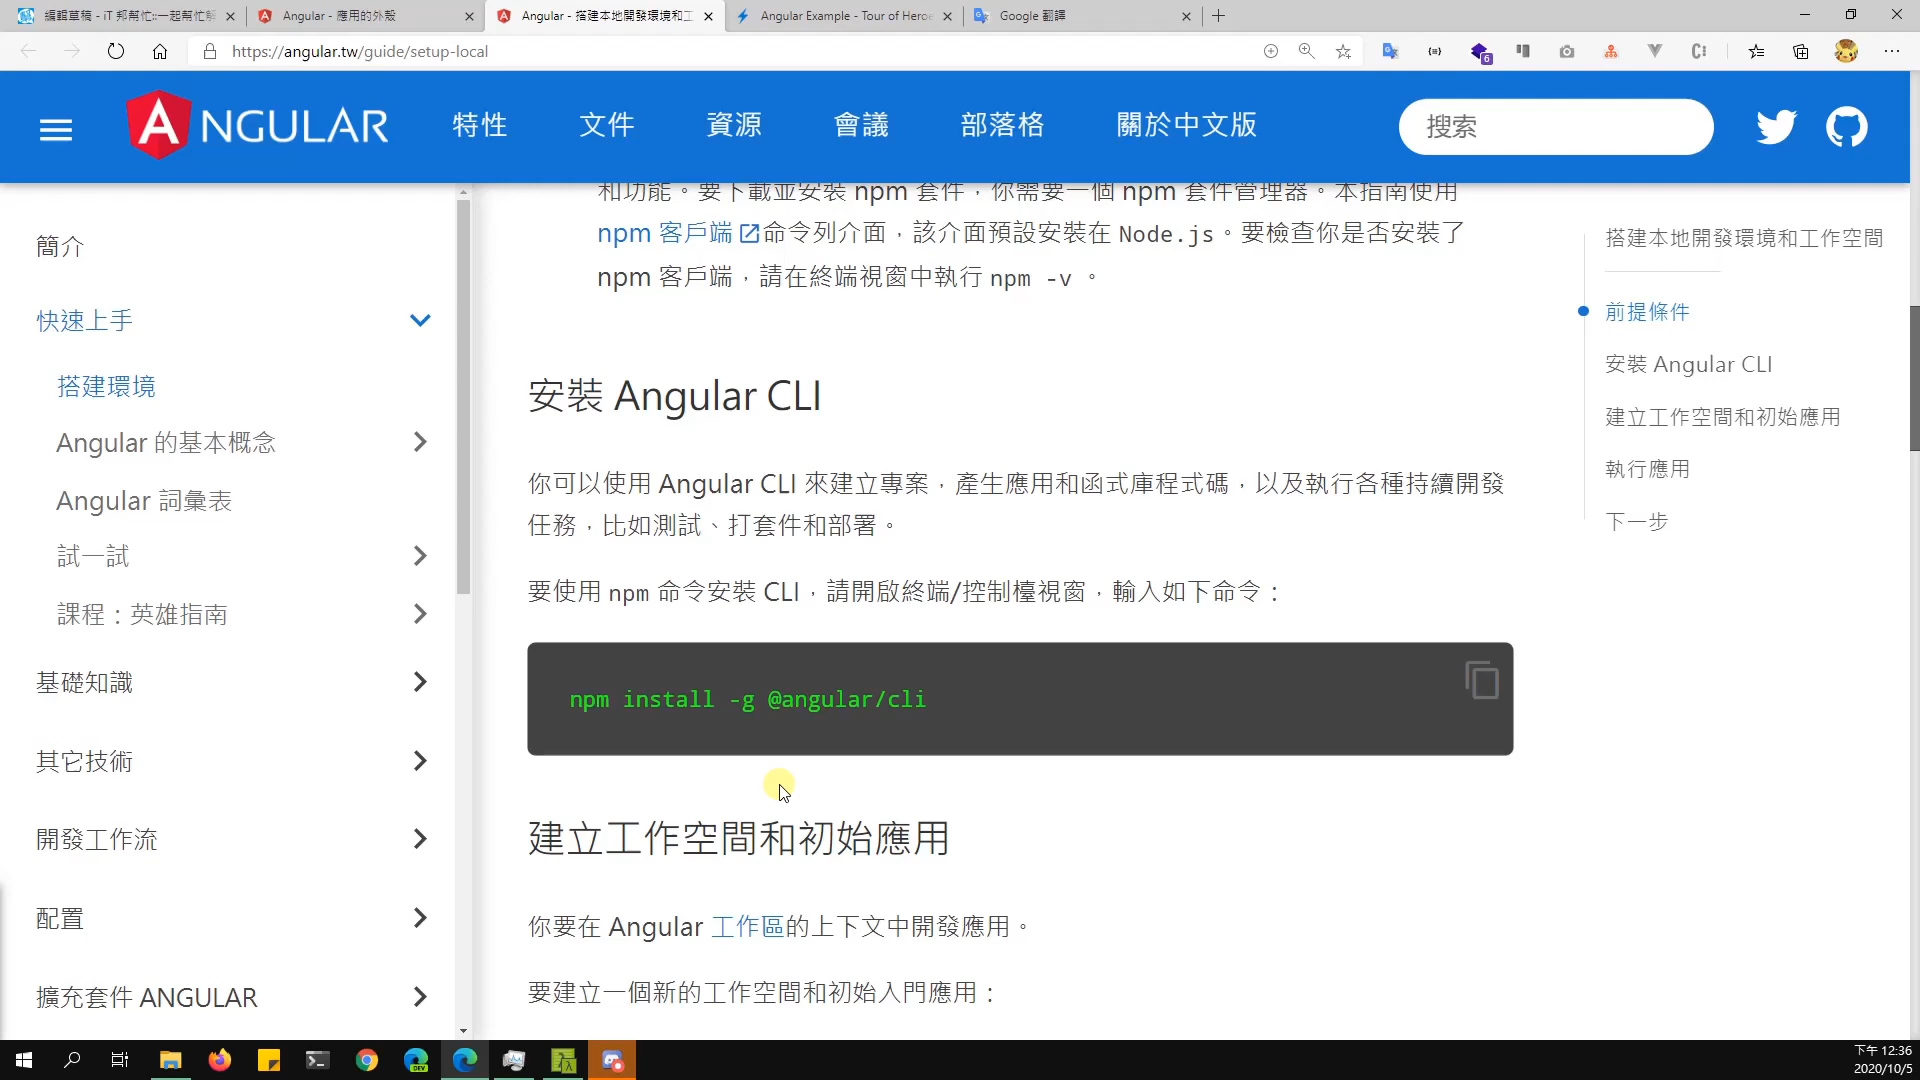 編輯草稿 - iT 邦幫忙::一起幫忙解
Angular - 應用的外殼
Angular - 搭建本地開發環境和工
Angular Example - Tour of Heroe
Google 翻譯
https://angular.tw/guide/setup-local
6
ANGULAR
特性
文件
資源
會議
部落格
關於中文版
搜索
簡介
快速上手
搭建環境
Angular 的基本概念
Angular 詞彙表
試一試
課程：英雄指南
基礎知識
其它技術
開發工作流
配置
擴充套件 ANGULAR
和功能。要下載並安裝 npm 套件，你需要一個 npm 套件管理器。本指南使用
npm 客戶端 命令列介面，該介面預設安裝在 Node.js。要檢查你是否安裝了
npm 客戶端，請在終端視窗中執行 npm -v 。
安裝 Angular CLI
你可以使用 Angular CLI 來建立專案，產生應用和函式庫程式碼，以及執行各種持續開發
任務，比如測試、打套件和部署。
要使用 npm 命令安裝 CLI，請開啟終端/控制檯視窗，輸入如下命令：
npm install -g @angular/cli
建立工作空間和初始應用
你要在 Angular 工作區的上下文中開發應用。
要建立一個新的工作空間和初始入門應用：
搭建本地開發環境和工作空間
前提條件
安裝 Angular CLI
建立工作空間和初始應用
執行應用
下一步
DEV
下午 12:36
2020/10/5